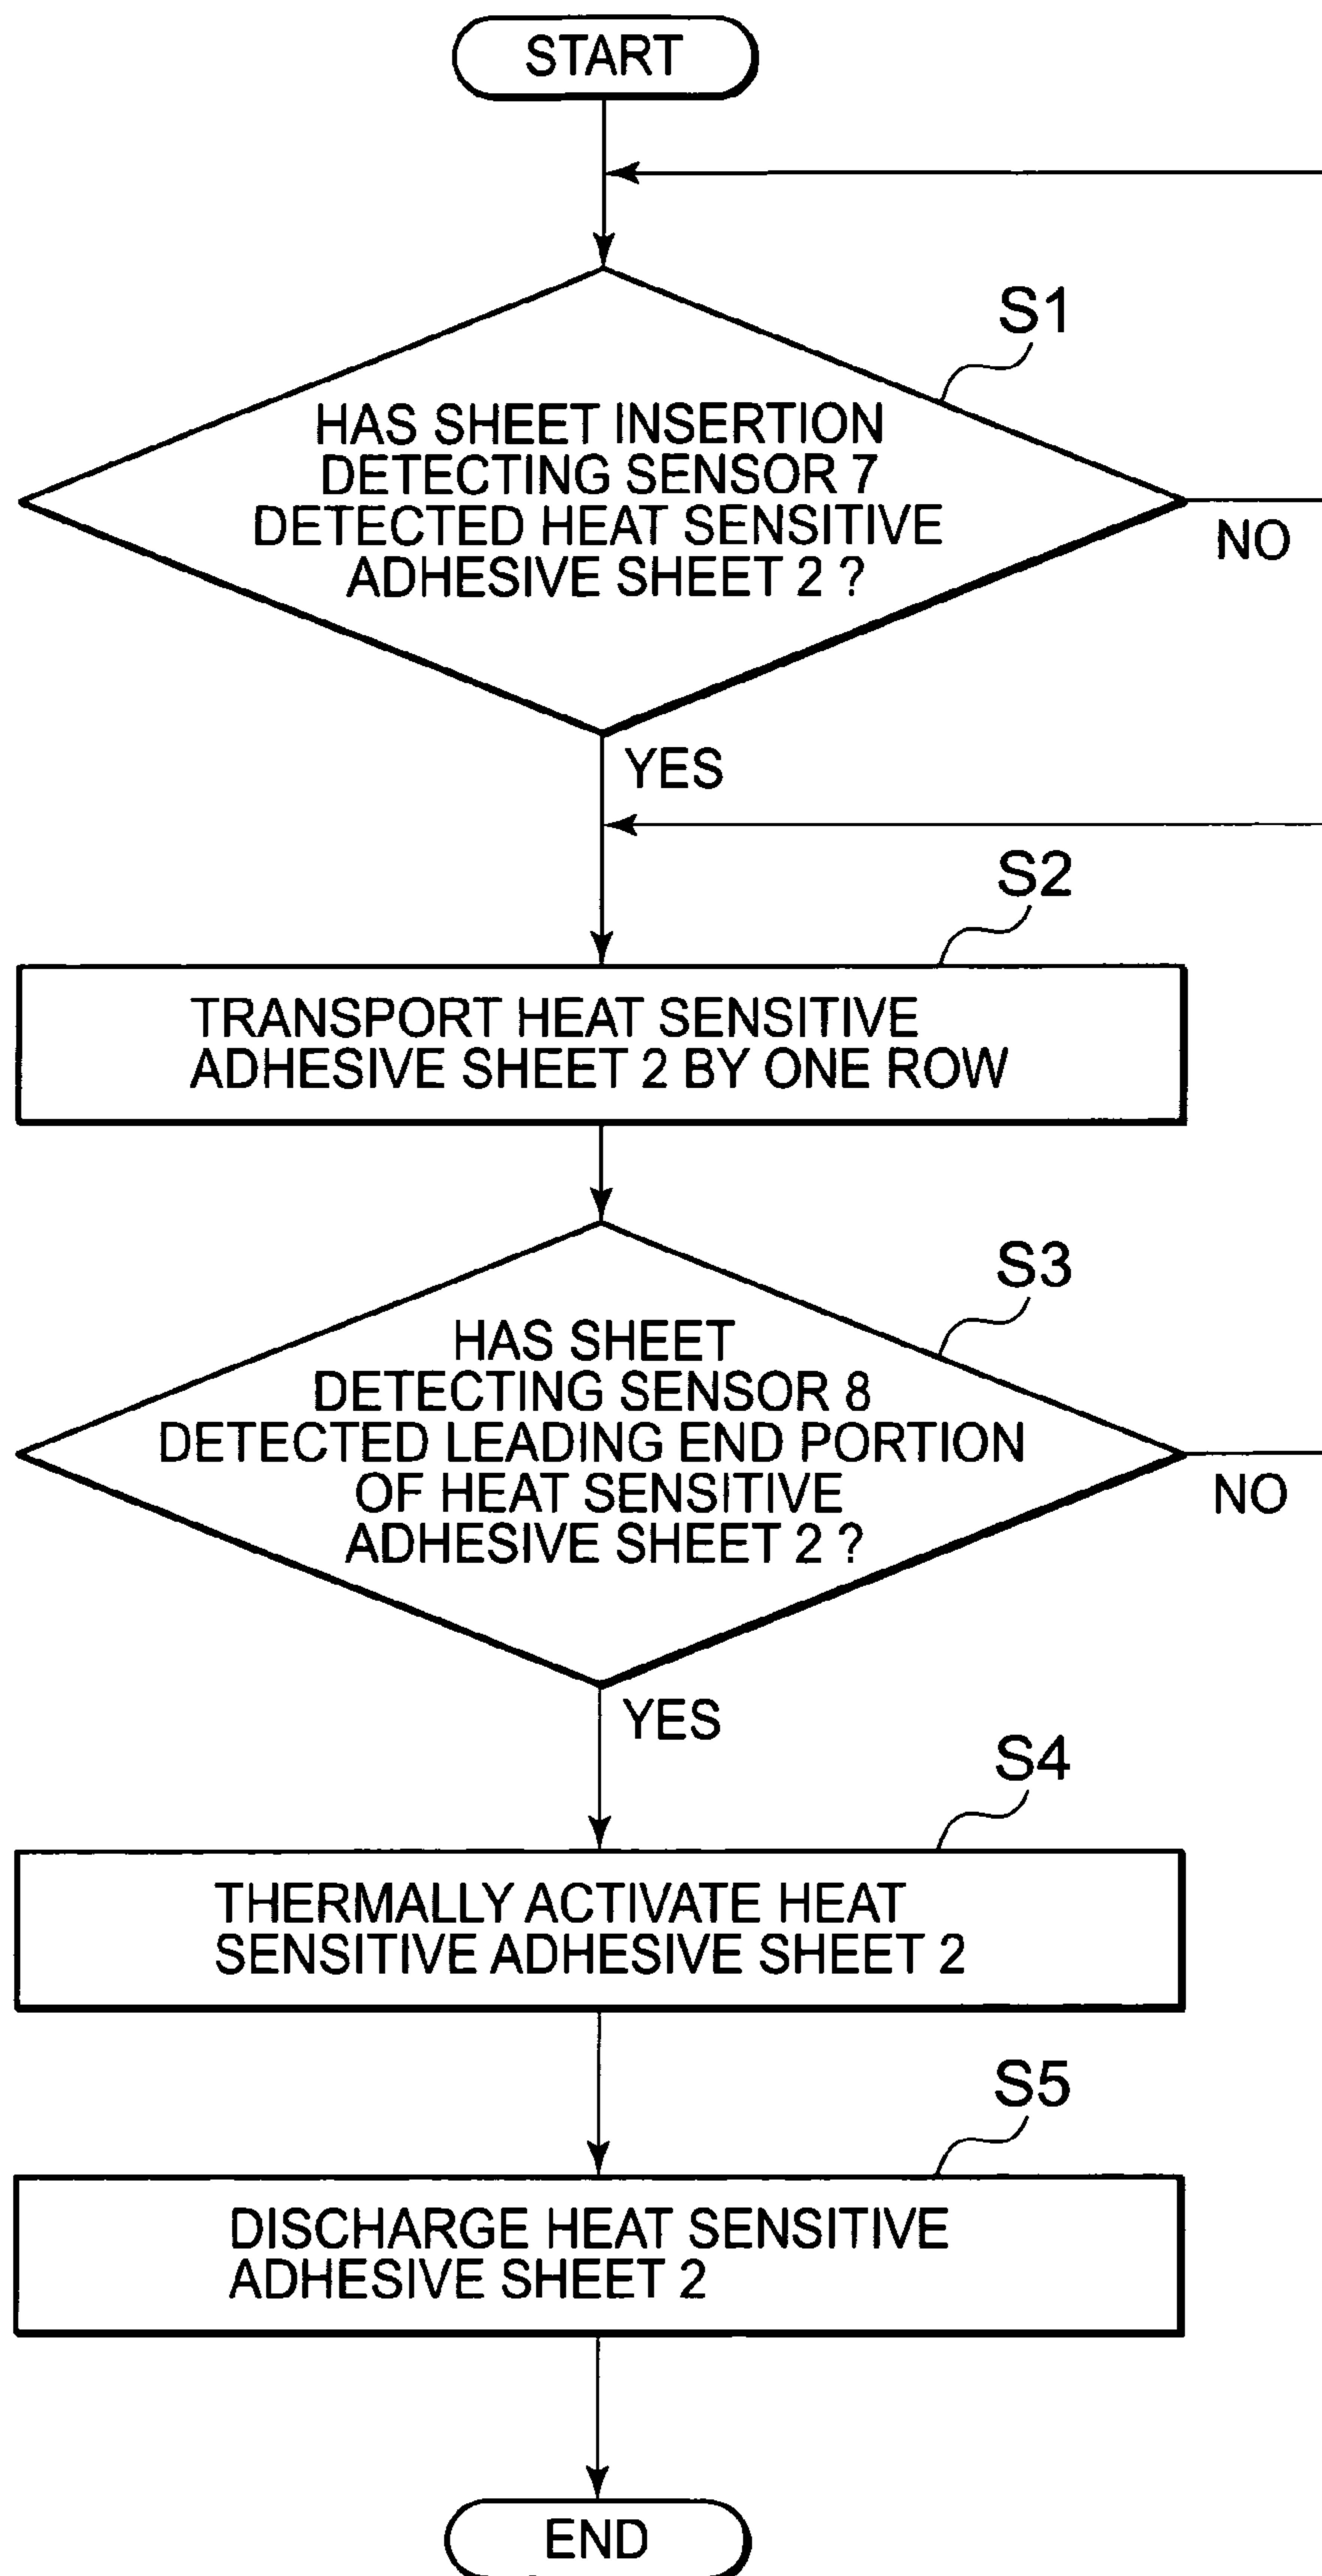 START
S1
HAS SHEET INSERTION
DETECTING SENSOR 7
DETECTED HEAT SENSITIVE
ADHESIVE SHEET 2 ?
NO
YES
S2
TRANSPORT HEAT SENSITIVE
ADHESIVE SHEET 2 BY ONE ROW
S3
HAS SHEET
DETECTING SENSOR 8
DETECTED LEADING END PORTION
OF HEAT SENSITIVE
ADHESIVE SHEET 2 ?
NO
YES
S4
THERMALLY ACTIVATE HEAT
SENSITIVE ADHESIVE SHEET 2
S5
DISCHARGE HEAT SENSITIVE
ADHESIVE SHEET 2
END